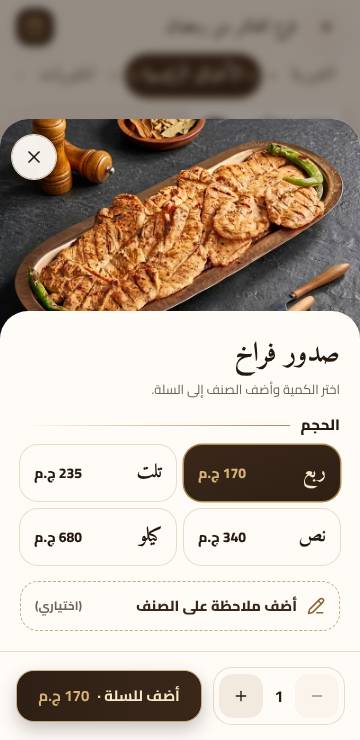 صدور فراخ
اختر الكمية وأضف الصنف إلى السلة.
الحجم
ربع 170 ج.م
تلت 235 ج.م
نص 340 ج.م
كيلو 680 ج.م
أضف ملاحظة على الصنف (اختياري)
1
أضف للسلة · 170 ج.م